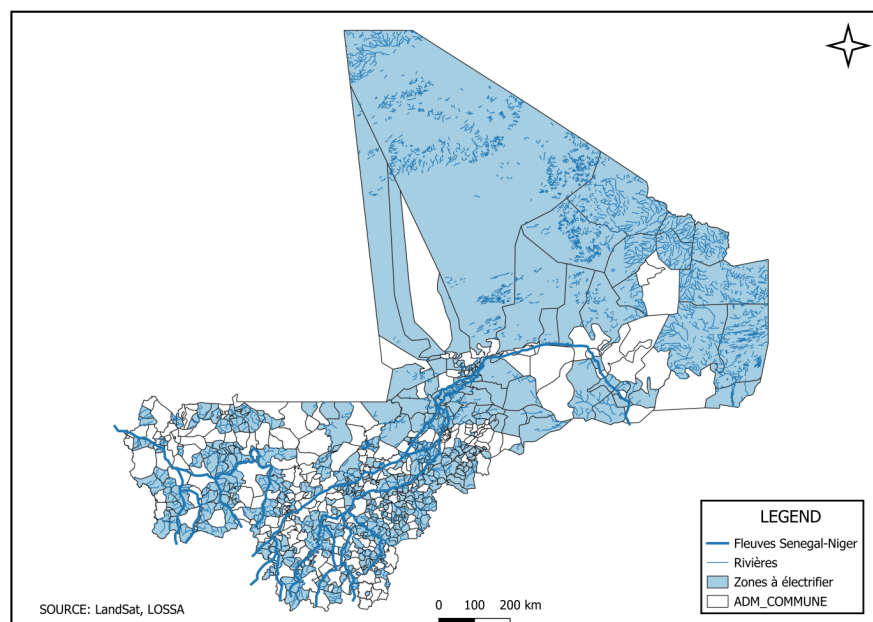 LEGEND
Fleuves Senegal-Niger
Rivières
Zones à électrifier
ADM_COMMUNE
SOURCE: LandSat, LOSSA
0 100 200 km